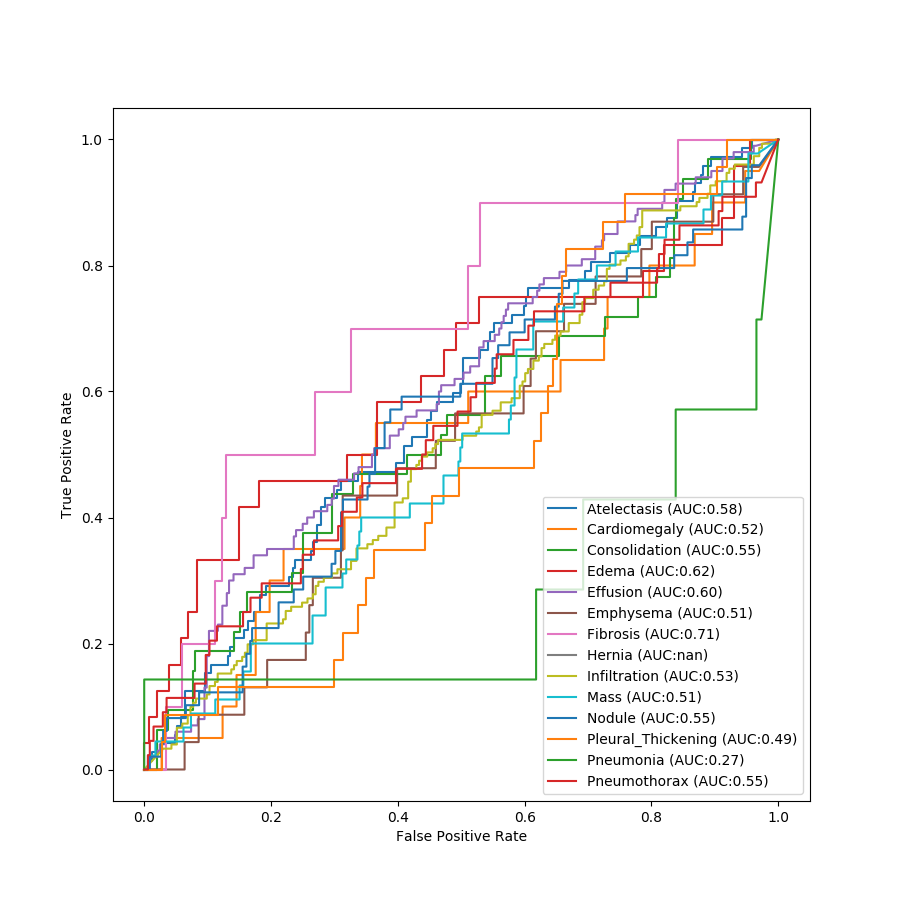 1.0
0.8
0.6
0.4
0.2
0.0
True Positive Rate
Atelectasis (AUC:0.58)
Cardiomegaly (AUC:0.52)
Consolidation (AUC:0.55)
Edema (AUC:0.62)
Effusion (AUC:0.60)
Emphysema (AUC:0.51)
Fibrosis (AUC:0.71)
Hernia (AUC:nan)
Infiltration (AUC:0.53)
Mass (AUC:0.51)
Nodule (AUC:0.55)
Pleural_Thickening (AUC:0.49)
Pneumonia (AUC:0.27)
Pneumothorax (AUC:0.55)
0.0 0.2 0.4 0.6 0.8 1.0
False Positive Rate